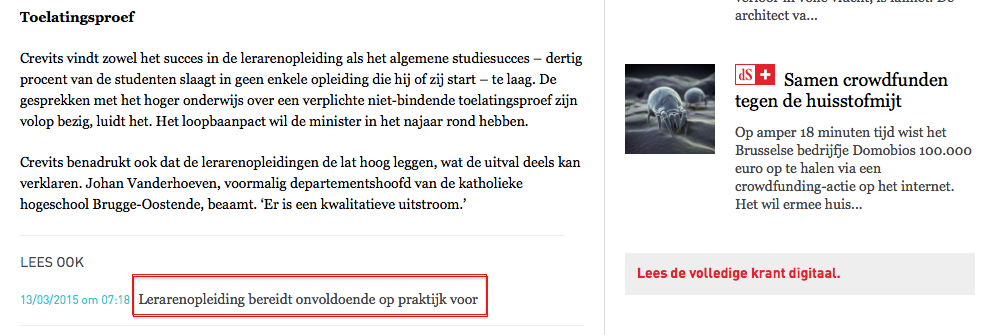 Toelatingsproef
Crevits vindt zowel het succes in de lerarenopleiding als het algemene studiesucces – dertig
procent van de studenten slaagt in geen enkele opleiding die hij of zij start – te laag. De
gesprekken met het hoger onderwijs over een verplichte niet-bindende toelatingsproef zijn
volop bezig, luidt het. Het loopbaanpact wil de minister in het najaar rond hebben.
Crevits benadrukt ook dat de lerarenopleidingen de lat hoog leggen, wat de uitval deels kan
verklaren. Johan Vanderhoeven, voormalig departementshoofd van de katholieke
hogeschool Brugge-Oostende, beaamt. ‘Er is een kwalitatieve uitstroom.’
LEES OOK
13/03/2015 om 07:18 Lerarenopleiding bereidt onvoldoende op praktijk voor
architect va...
dS + Samen crowdfunden
tegen de huisstofmijt
Op amper 18 minuten tijd wist het
Brusselse bedrijfje Domobios 100.000
euro op te halen via een
crowdfunding-actie op het internet.
Het wil ermee huis...
Lees de volledige krant digitaal.